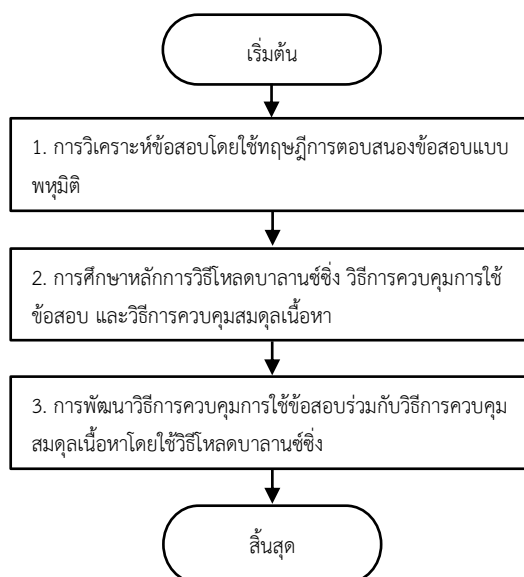 เริ่มต้น
1. การวิเคราะห์ข้อสอบโดยใช้ทฤษฎีการตอบสนองข้อสอบแบบ
พหุมิติ
2. การศึกษาหลักการวิธีโหลดบาลานซ์ซิ่ง วิธีการควบคุมการใช้
ข้อสอบ และวิธีการควบคุมสมดุลเนื้อหา
3. การพัฒนาวิธีการควบคุมการใช้ข้อสอบร่วมกับวิธีการควบคุม
สมดุลเนื้อหาโดยใช้วิธีโหลดบาลานซ์ซิ่ง
สิ้นสุด